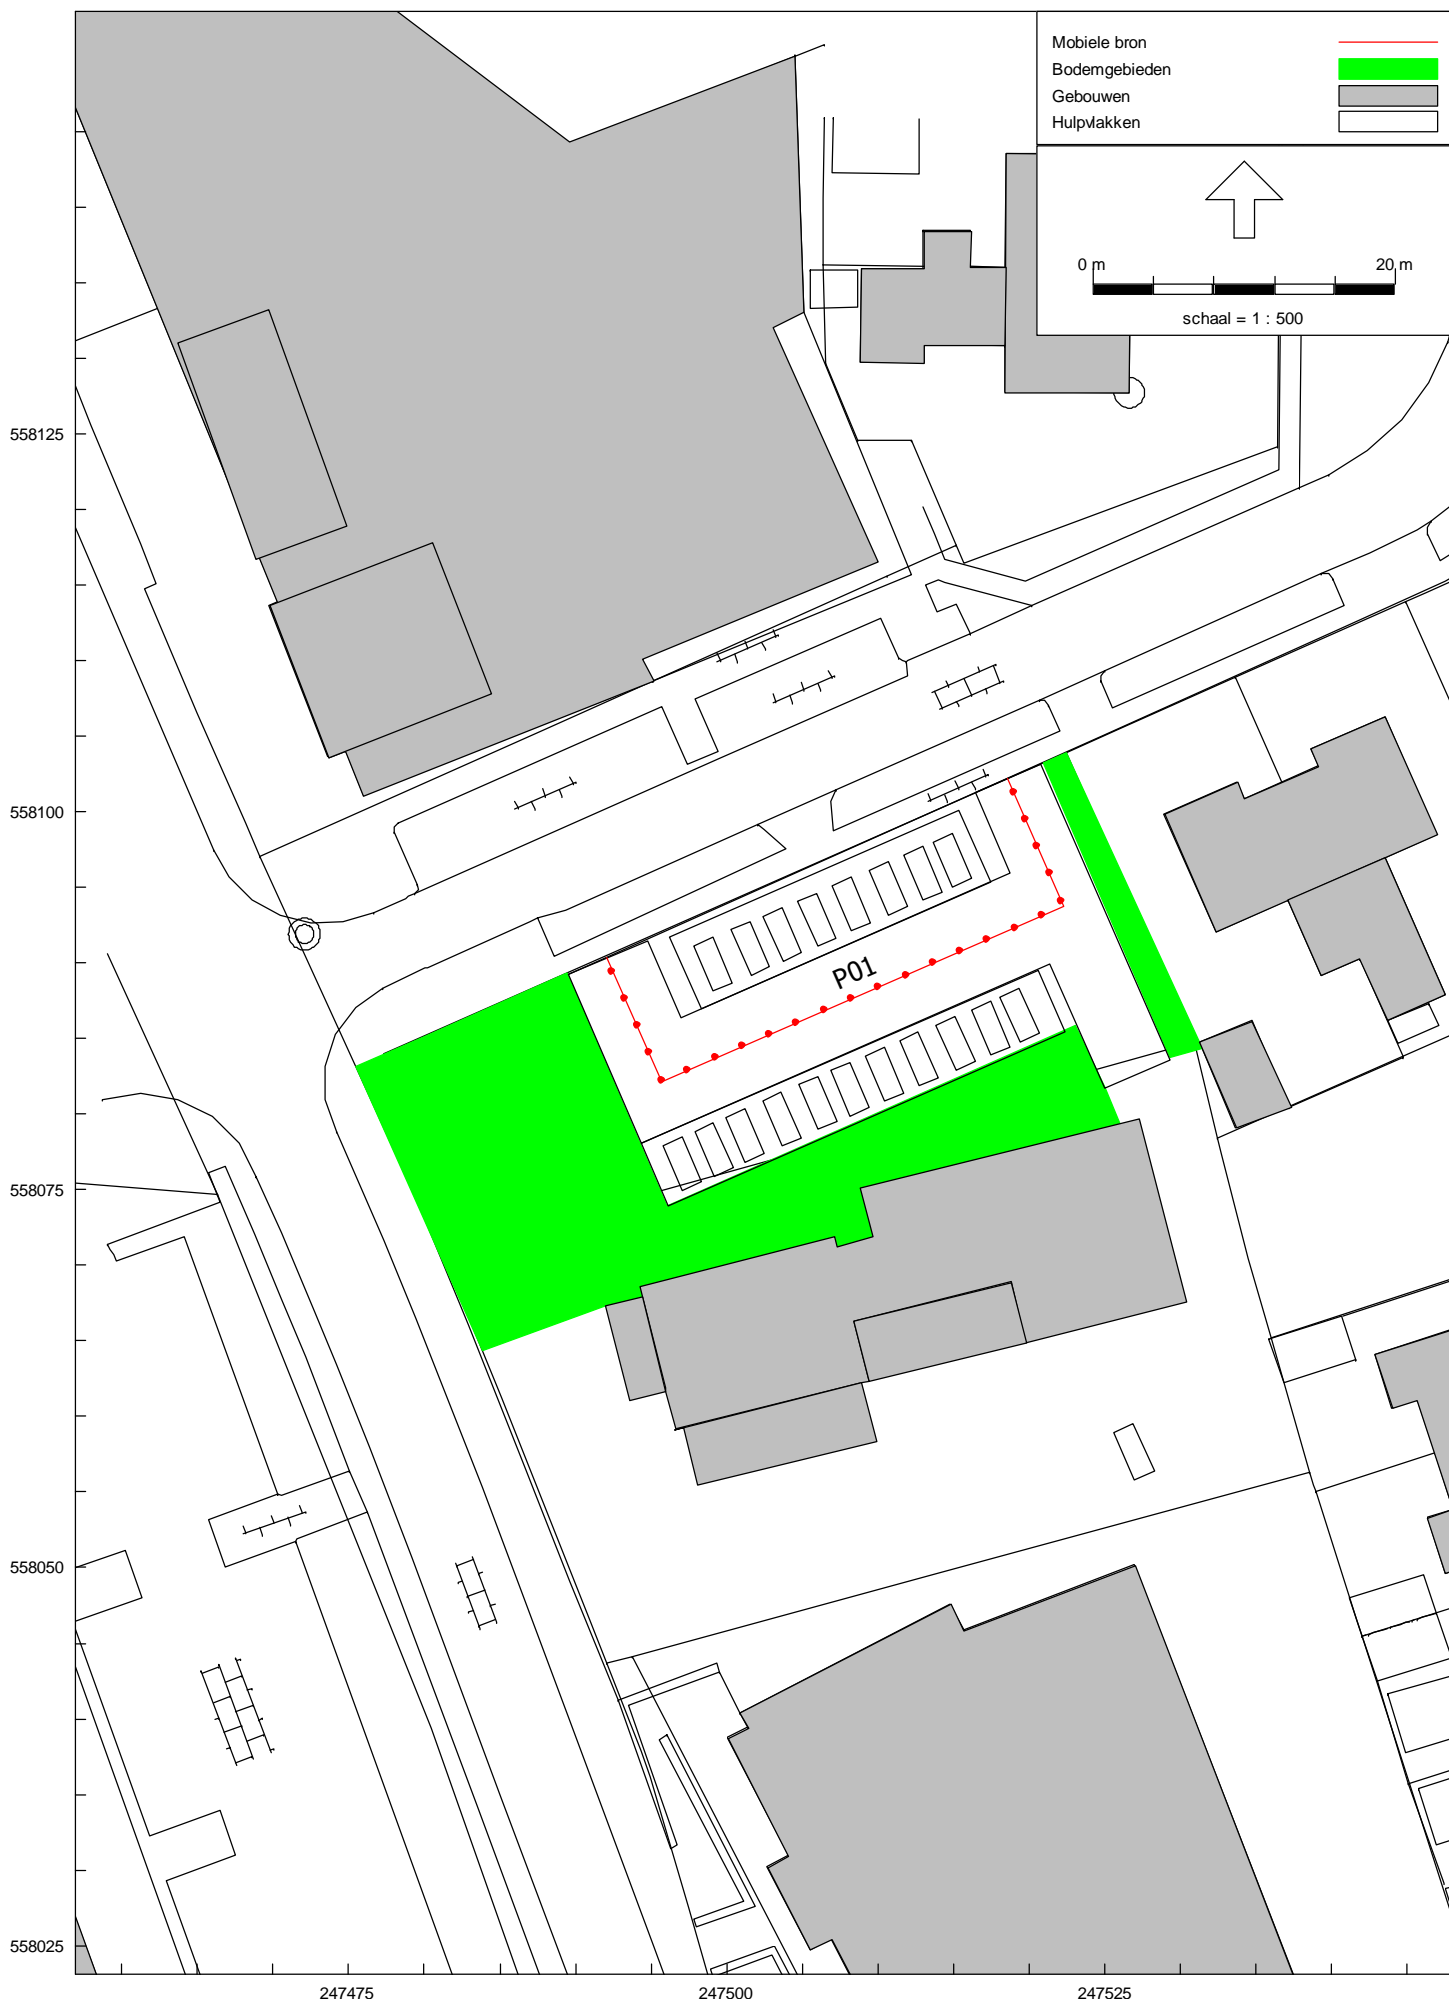 Mobiele bron
Bodemgebieden
Gebouwen
Hulpvlakken
0 m 20 m
schaal = 1 : 500
558125
558100
P01
558075
558050
558025
247475 247500 247525